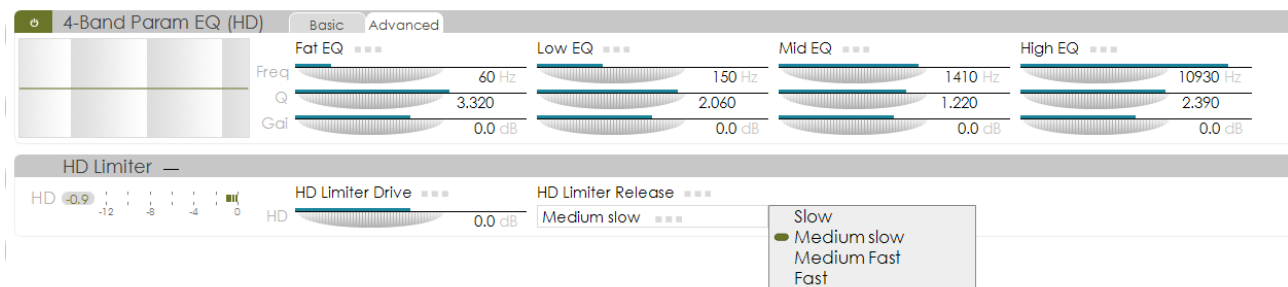 4-Band Param EQ (HD) Basic Advanced
Fat EQ Low EQ Mid EQ High EQ
Freq 60 Hz 150 Hz 1410 Hz 10930 Hz
Q 3.320 2.060 1.220 2.390
Gai 0.0 dB 0.0 dB 0.0 dB 0.0 dB
HD Limiter —
HD -0.9 -12 -8 -4 0
HD Limiter Drive HD Limiter Release
HD 0.0 dB Medium slow
Slow
Medium slow
Medium Fast
Fast